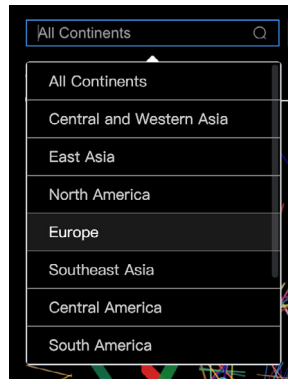 All Continents
All Continents
Central and Western Asia
East Asia
North America
Europe
Southeast Asia
Central America
South America